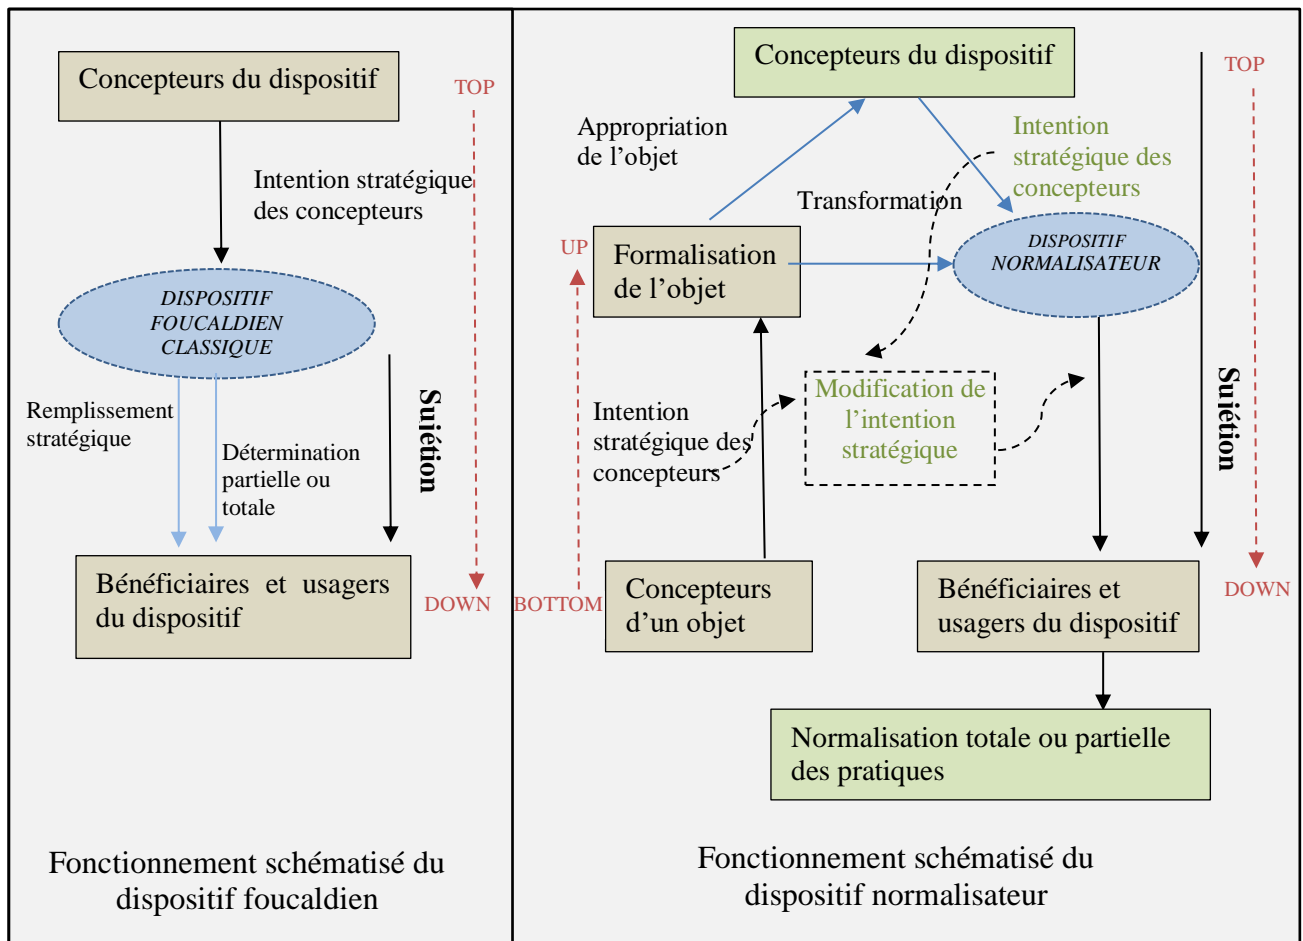 Concepteurs du dispositif
TOP
Intention stratégique
des concepteurs
DISPOSITIF
FOUCALDIEN
CLASSIQUE
Remplissement
stratégique
Détermination
partielle ou
totale
Sujétion
Bénéficiaires et usagers
du dispositif
DOWN
Fonctionnement schématisé du
dispositif foucaldien
Concepteurs du dispositif
TOP
Appropriation
de l’objet
Intention
stratégique des
concepteurs
Transformation
UP
Formalisation
de l’objet
DISPOSITIF
NORMALISATEUR
Intention
stratégique des
concepteurs
Modification de
l’intention
stratégique
Sujétion
BOTTOM
Concepteurs
d’un objet
Bénéficiaires et
usagers du dispositif
DOWN
Normalisation totale ou partielle
des pratiques
Fonctionnement schématisé du
dispositif normalisateur